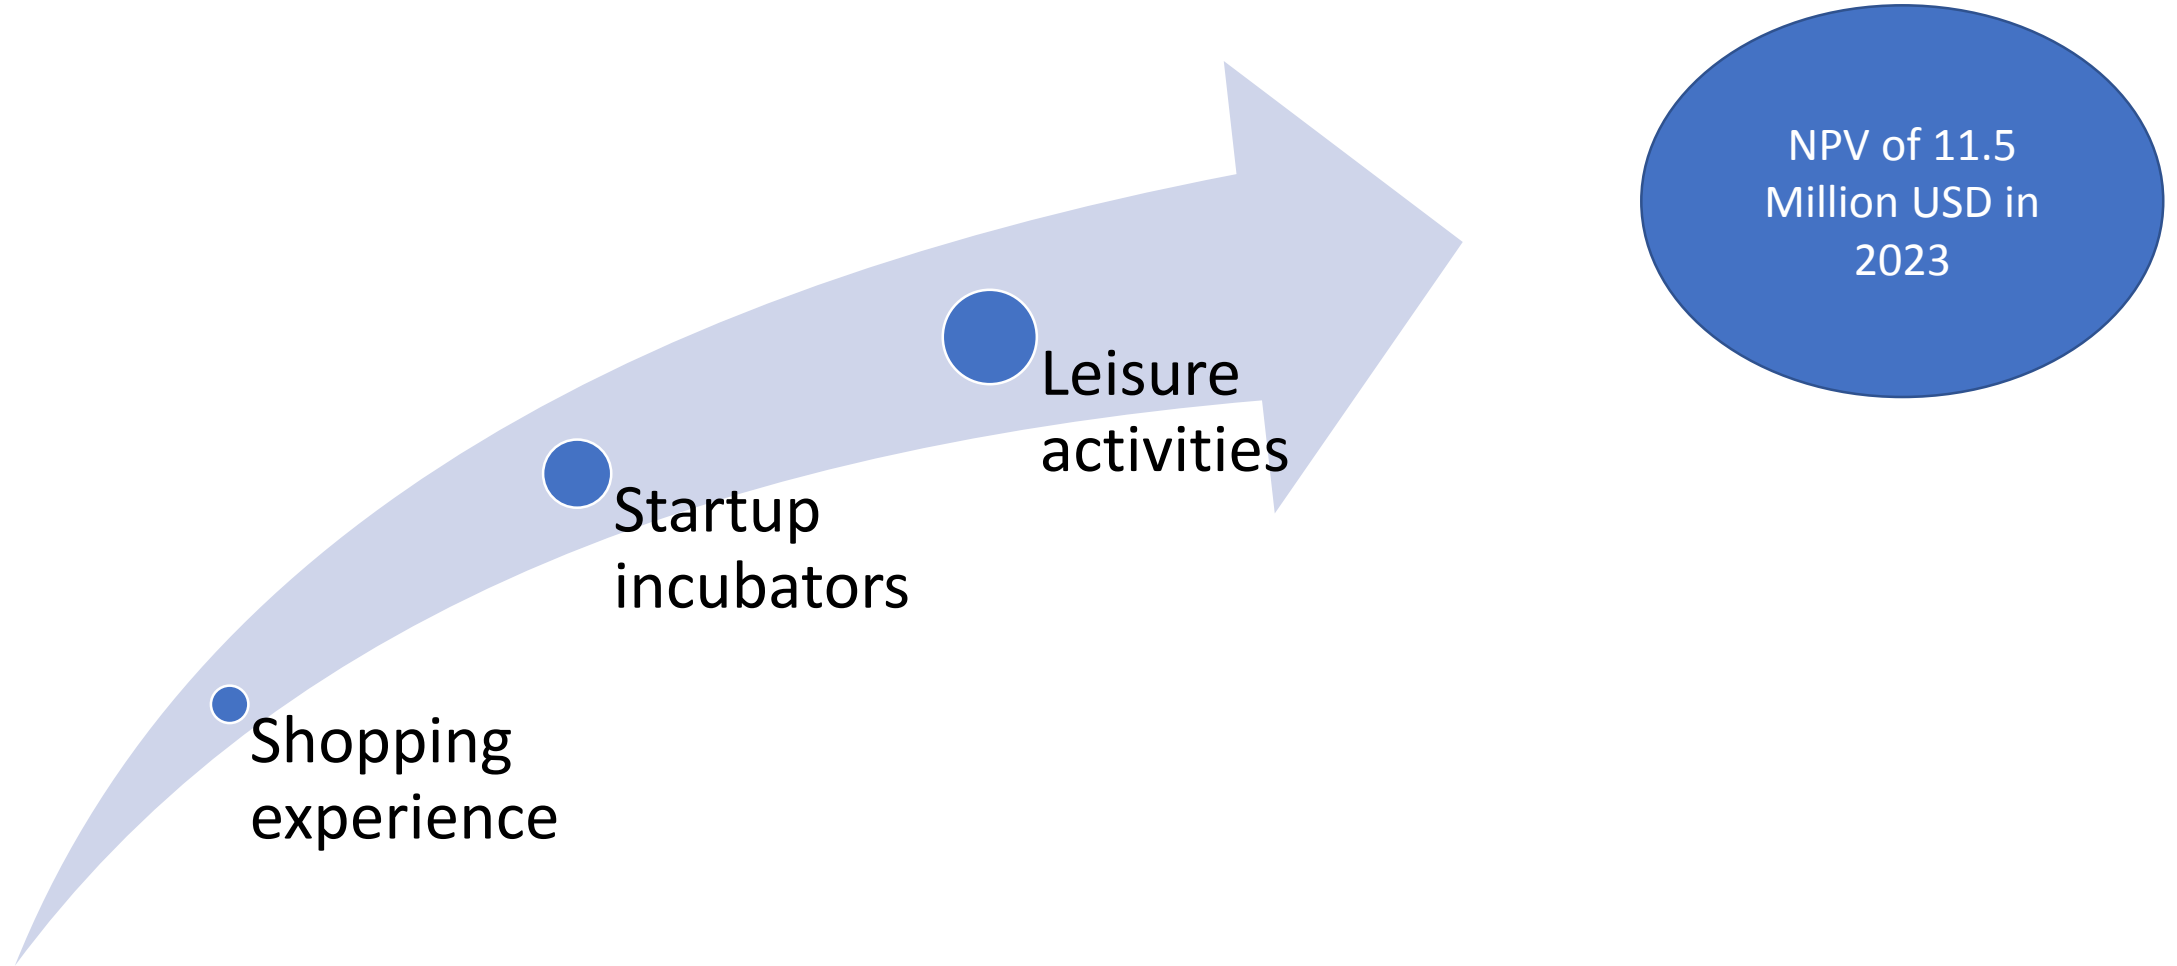 NPV of 11.5
Million USD in
2023
Leisure
activities
Startup
incubators
Shopping
experience